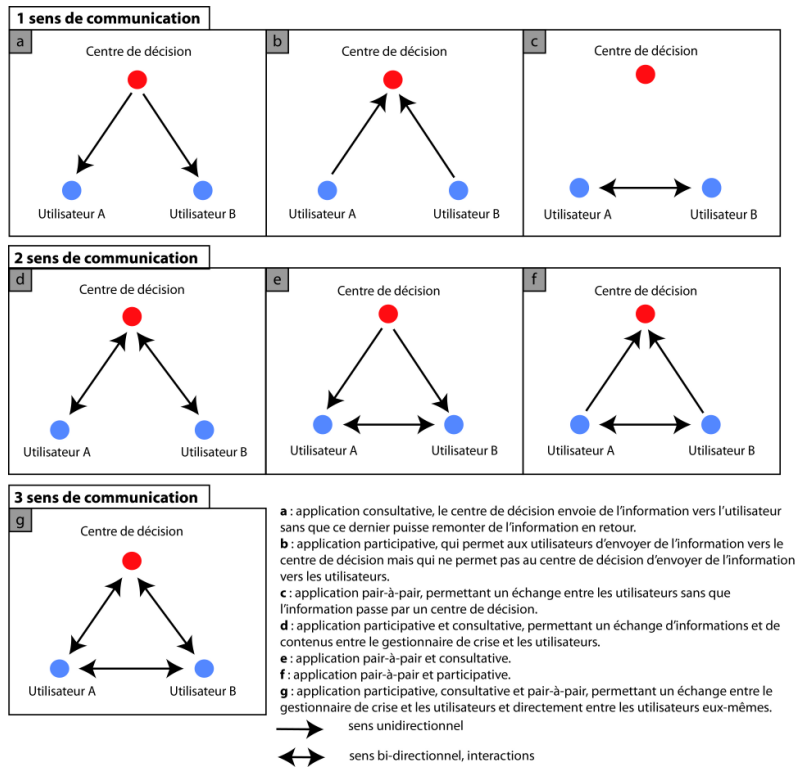 1 sens de communication
a
Centre de décision
Utilisateur A
Utilisateur B
b
Centre de décision
Utilisateur A
Utilisateur B
c
Centre de décision
Utilisateur A
Utilisateur B
2 sens de communication
d
Centre de décision
Utilisateur A
Utilisateur B
e
Centre de décision
Utilisateur A
Utilisateur B
f
Centre de décision
Utilisateur A
Utilisateur B
3 sens de communication
g
Centre de décision
Utilisateur A
Utilisateur B
a : application consultative, le centre de décision envoie de l'information vers l'utilisateur
sans que ce dernier puisse remonter de l'information en retour.
b : application participative, qui permet aux utilisateurs d'envoyer de l'information vers le
centre de décision mais qui ne permet pas au centre de décision d'envoyer de l'information
vers les utilisateurs.
c : application pair-à-pair, permettant un échange entre les utilisateurs sans que
l'information passe par un centre de décision.
d : application participative et consultative, permettant un échange d'informations et de
contenus entre le gestionnaire de crise et les utilisateurs.
e : application pair-à-pair et consultative.
f : application pair-à-pair et participative.
g : application participative, consultative et pair-à-pair, permettant un échange entre le
gestionnaire de crise et les utilisateurs et directement entre les utilisateurs eux-mêmes.
sens unidirectionnel
sens bi-directionnel, interactions